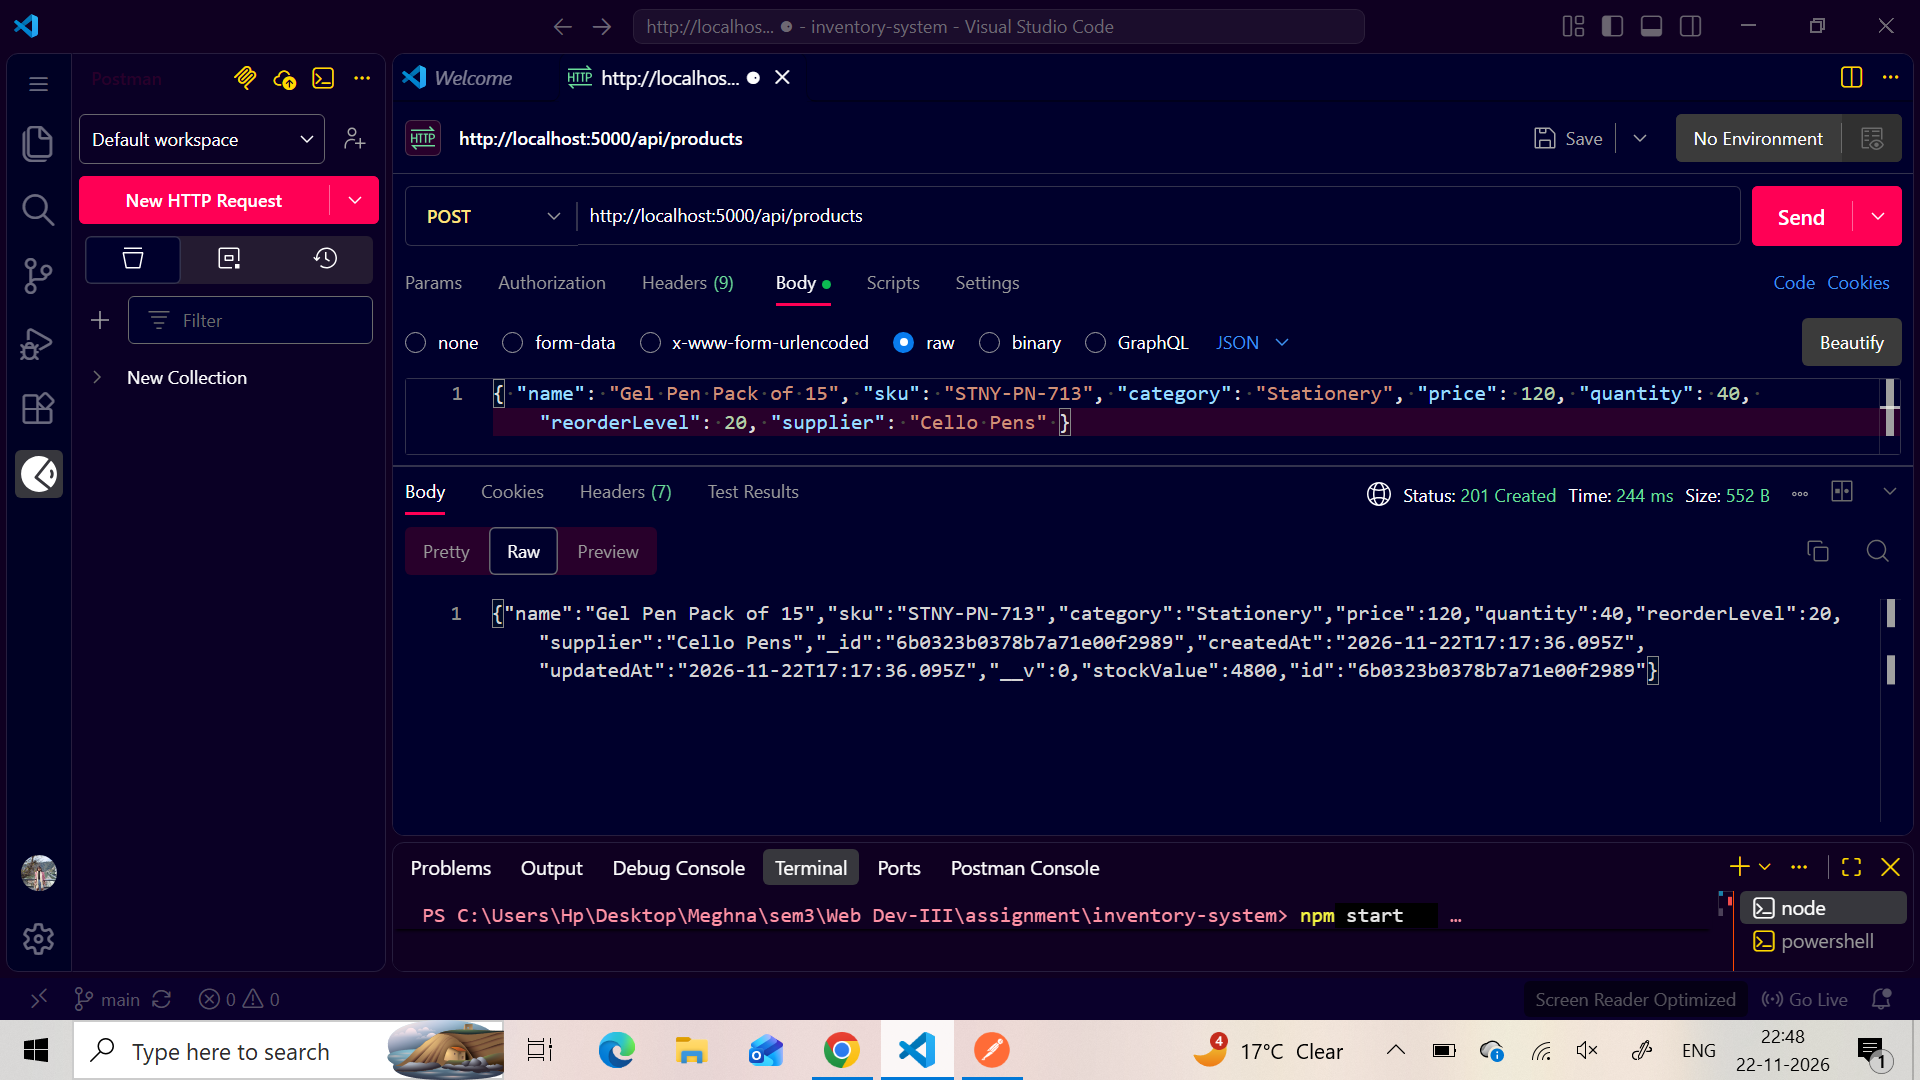 http://localhos... ● - inventory-system - Visual Studio Code
Postman
Welcome
HTTP http://localhos...
Default workspace
HTTP http://localhost:5000/api/products
Save
No Environment
New HTTP Request
POST
http://localhost:5000/api/products
Send
Params Authorization Headers (9) Body Scripts Settings
Code Cookies
Filter
none form-data x-www-form-urlencoded raw binary GraphQL JSON
Beautify
New Collection
1 { "name": "Gel Pen Pack of 15", "sku": "STNY-PN-713", "category": "Stationery", "price": 120, "quantity": 40,
"reorderLevel": 20, "supplier": "Cello Pens" }
Body Cookies Headers (7) Test Results
Status: 201 Created Time: 244 ms Size: 552 B
Pretty Raw Preview
1 {"name":"Gel Pen Pack of 15","sku":"STNY-PN-713","category":"Stationery","price":120,"quantity":40,"reorderLevel":20,
"supplier":"Cello Pens","_id":"6b0323b0378b7a71e00f2989","createdAt":"2026-11-22T17:17:36.095Z",
"updatedAt":"2026-11-22T17:17:36.095Z","__v":0,"stockValue":4800,"id":"6b0323b0378b7a71e00f2989"}
Problems Output Debug Console Terminal Ports Postman Console
PS C:\Users\Hp\Desktop\Meghna\sem3\Web Dev-III\assignment\inventory-system> npm start ...
node
powershell
main
0 0
Screen Reader Optimized
Go Live
Type here to search
4
17°C Clear
ENG
22:48
22-11-2026
1